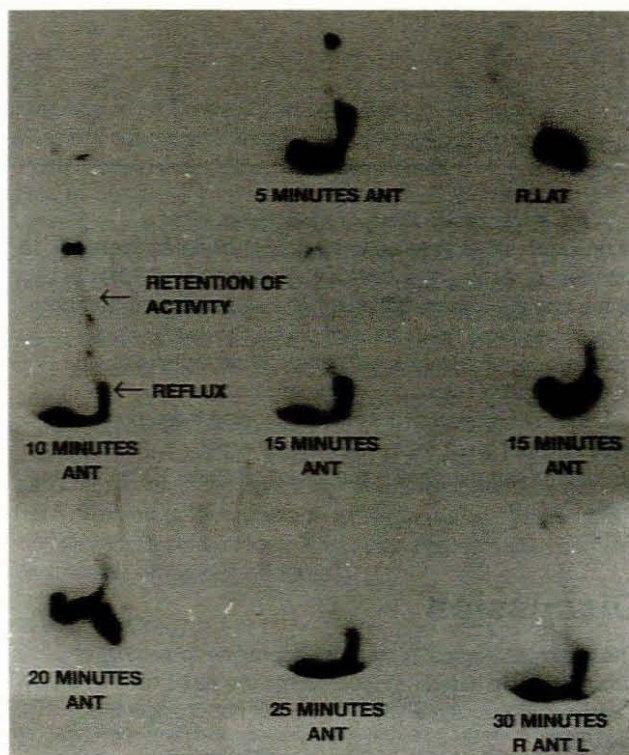 5 MINUTES ANT
R.LAT
RETENTION OF
ACTIVITY
REFLUX
10 MINUTES
ANT
15 MINUTES
ANT
15 MINUTES
ANT
20 MINUTES
ANT
25 MINUTES
ANT
30 MINUTES
R ANT L